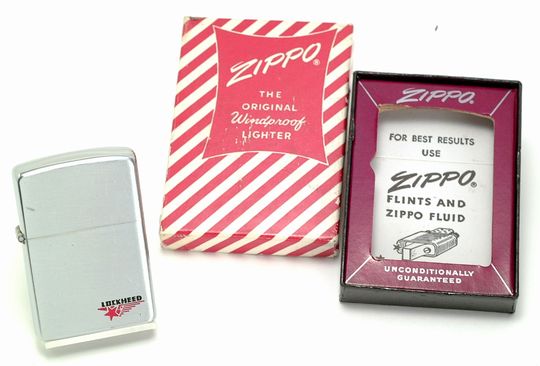 ZIPPO®
THE
ORIGINAL
Windproof
LIGHTER
ZIPPO®
FOR BEST RESULTS
USE
ZIPPO®
FLINTS AND
ZIPPO FLUID
UNCONDITIONALLY
GUARANTEED
LOCKHEED